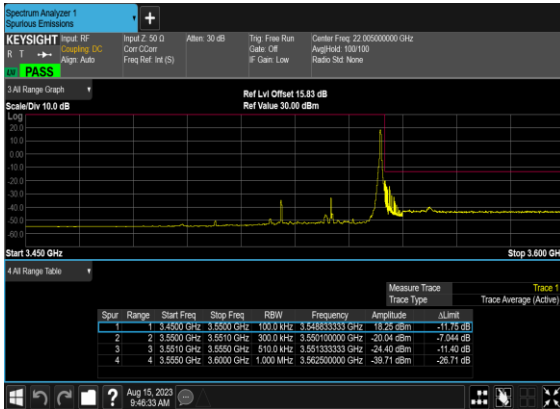 Spectrum Analyzer 1
Spurious Emissions
KEYSIGHT Input: RF Input Z: 50 Ω Atten: 30 dB Trig: Free Run Center Freq: 22.005000000 GHz
R T Coupling: DC Corr CCorr Gate: Off Avg|Hold: 100/100
Align: Auto Freq Ref: Int (S) IF Gain: Low Radio Std: None
PASS
3 All Range Graph
Ref Lvl Offset 15.83 dB
Scale/Div 10.0 dB Ref Value 30.00 dBm
Log
20.0
10.0
0.00
-10.0
-20.0
-30.0
-40.0
-50.0
-60.0
Start 3.450 GHz Stop 3.600 GH
4 All Range Table
Measure Trace Trace 1
Trace Type Trace Average (Active)
Spur Range Start Freq Stop Freq RBW Frequency Amplitude ΔLimit
1 1 3.4500 GHz 3.5500 GHz 100.0 kHz 3.548833333 GHz 18.25 dBm -11.75 dB
2 2 3.5500 GHz 3.5510 GHz 300.0 kHz 3.550100000 GHz -20.04 dBm -7.044 dB
3 3 3.5510 GHz 3.5550 GHz 510.0 kHz 3.551333333 GHz -24.40 dBm -11.40 dB
4 4 3.5550 GHz 3.6000 GHz 1.000 MHz 3.562500000 GHz -39.71 dBm -26.71 dB
Aug 15, 2023
9:46:33 AM